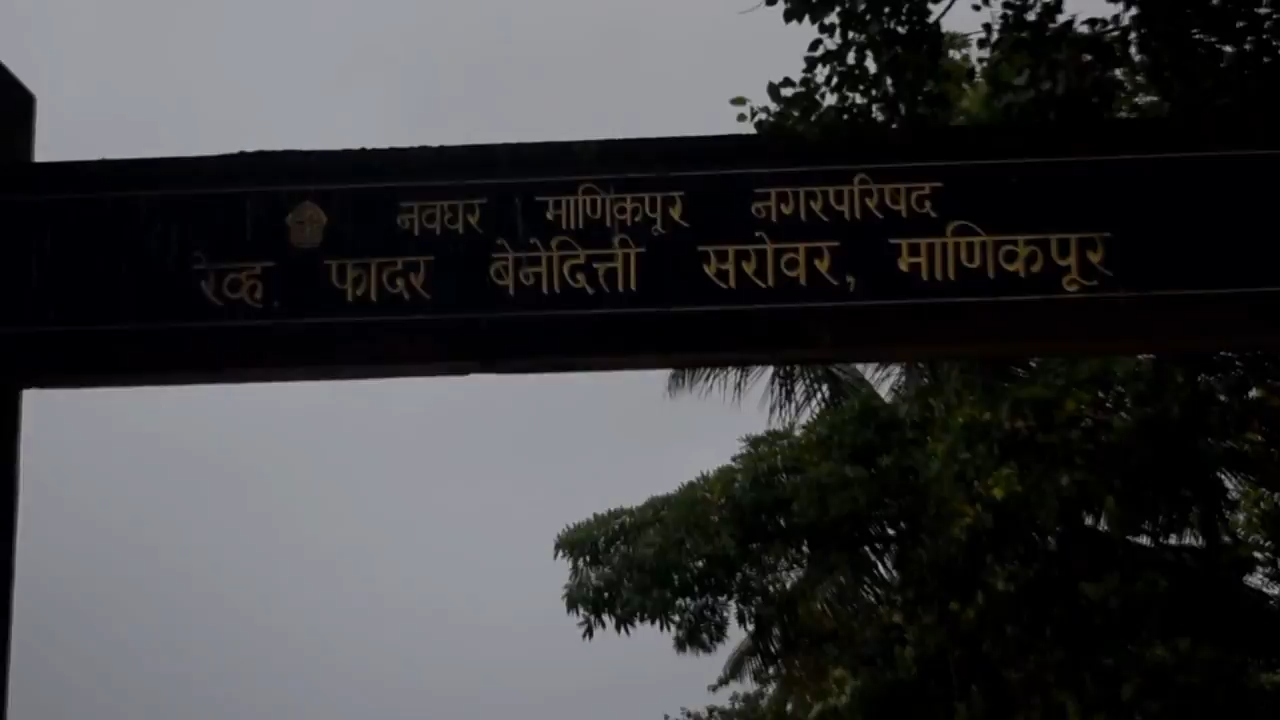 नवघर माणिकपूर नगरपरिषद
रेव्ह. फादर बेनेदित्ती सरोवर, माणिकपूर